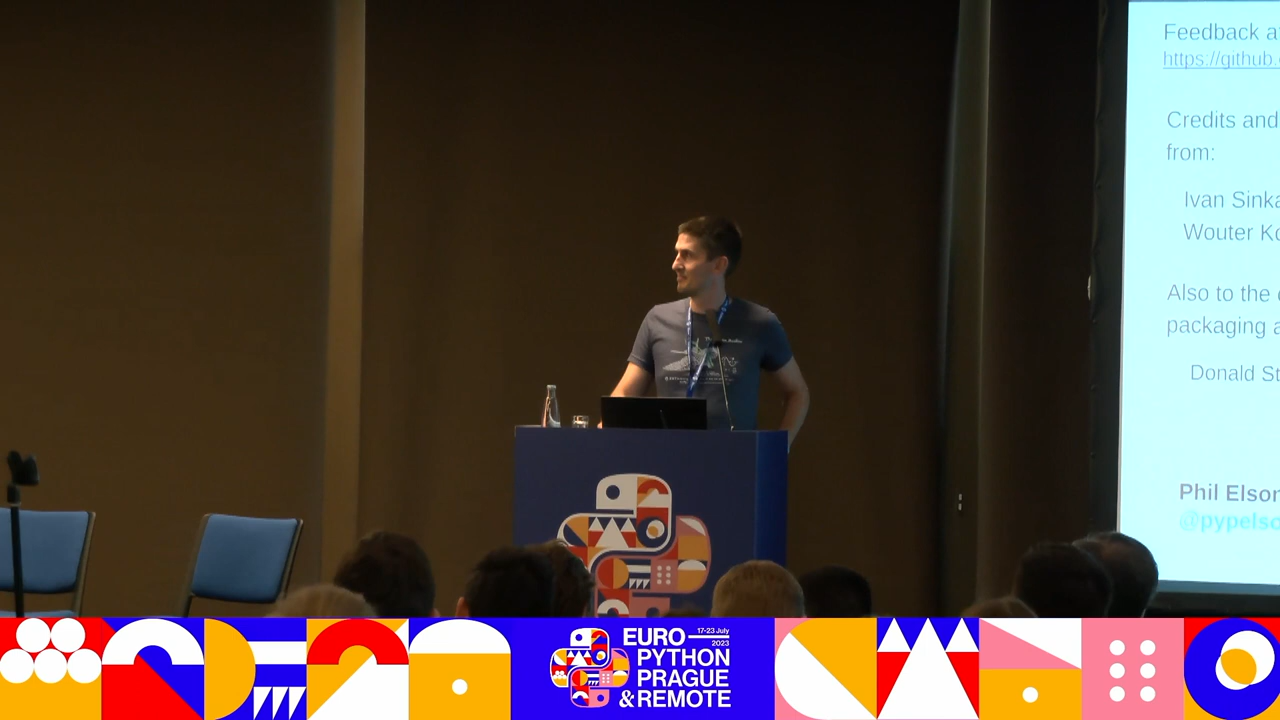 Feedback a
https://github.
Credits and
from:
Ivan Sinka
Wouter Ko
Also to the
packaging a
Donald St
Phil Elson
@pypelso
EURO 17-23 July
2023
PYTHON
PRAGUE
&REMOTE